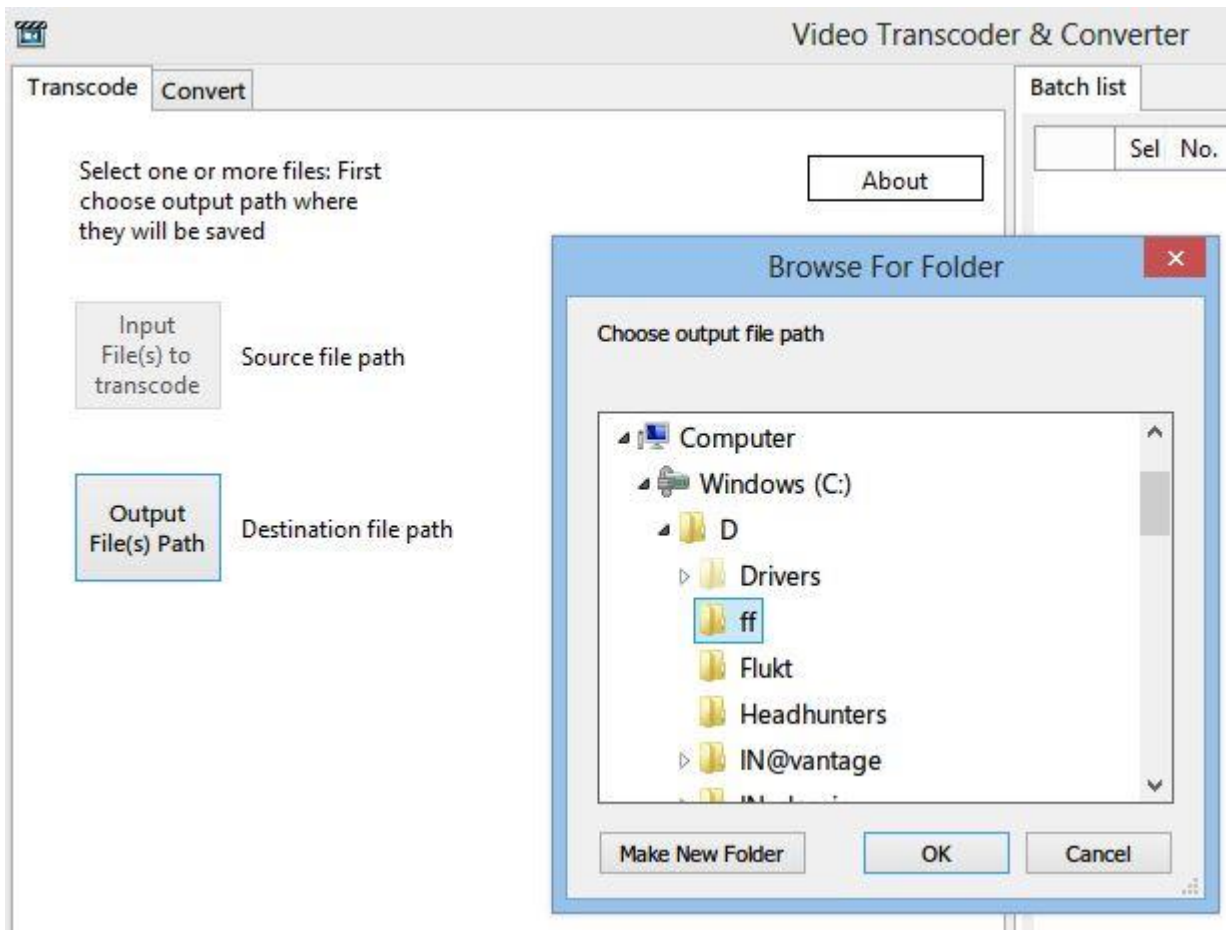 Video Transcoder & Converter
Transcode
Convert
Batch list
Sel No.
Select one or more files: First
choose output path where
they will be saved
About
Input
File(s) to
transcode
Source file path
Output
File(s) Path
Destination file path
Browse For Folder
Choose output file path
Computer
Windows (C:)
D
Drivers
ff
Flukt
Headhunters
IN@vantage
Make New Folder
OK
Cancel